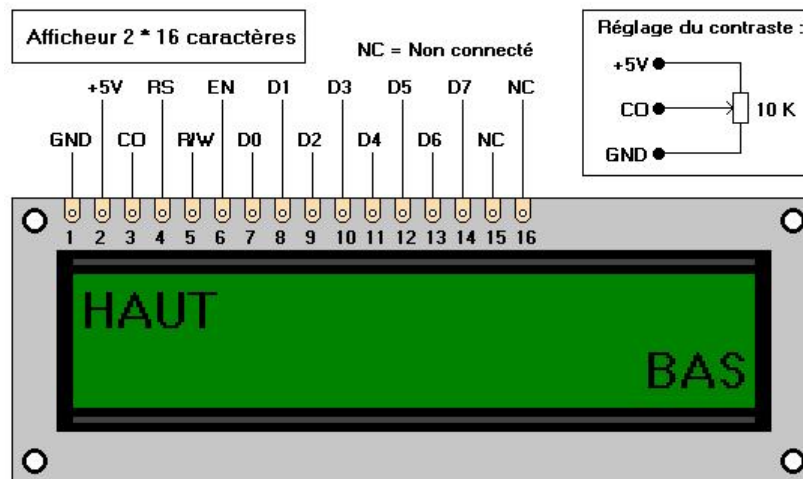 Afficheur 2 * 16 caractères
NC = Non connecté
Réglage du contraste :
+5V
CO
GND
10 K
+5V RS EN D1 D3 D5 D7 NC
GND CO R/W D0 D2 D4 D6 NC
1 2 3 4 5 6 7 8 9 10 11 12 13 14 15 16
HAUT
BAS